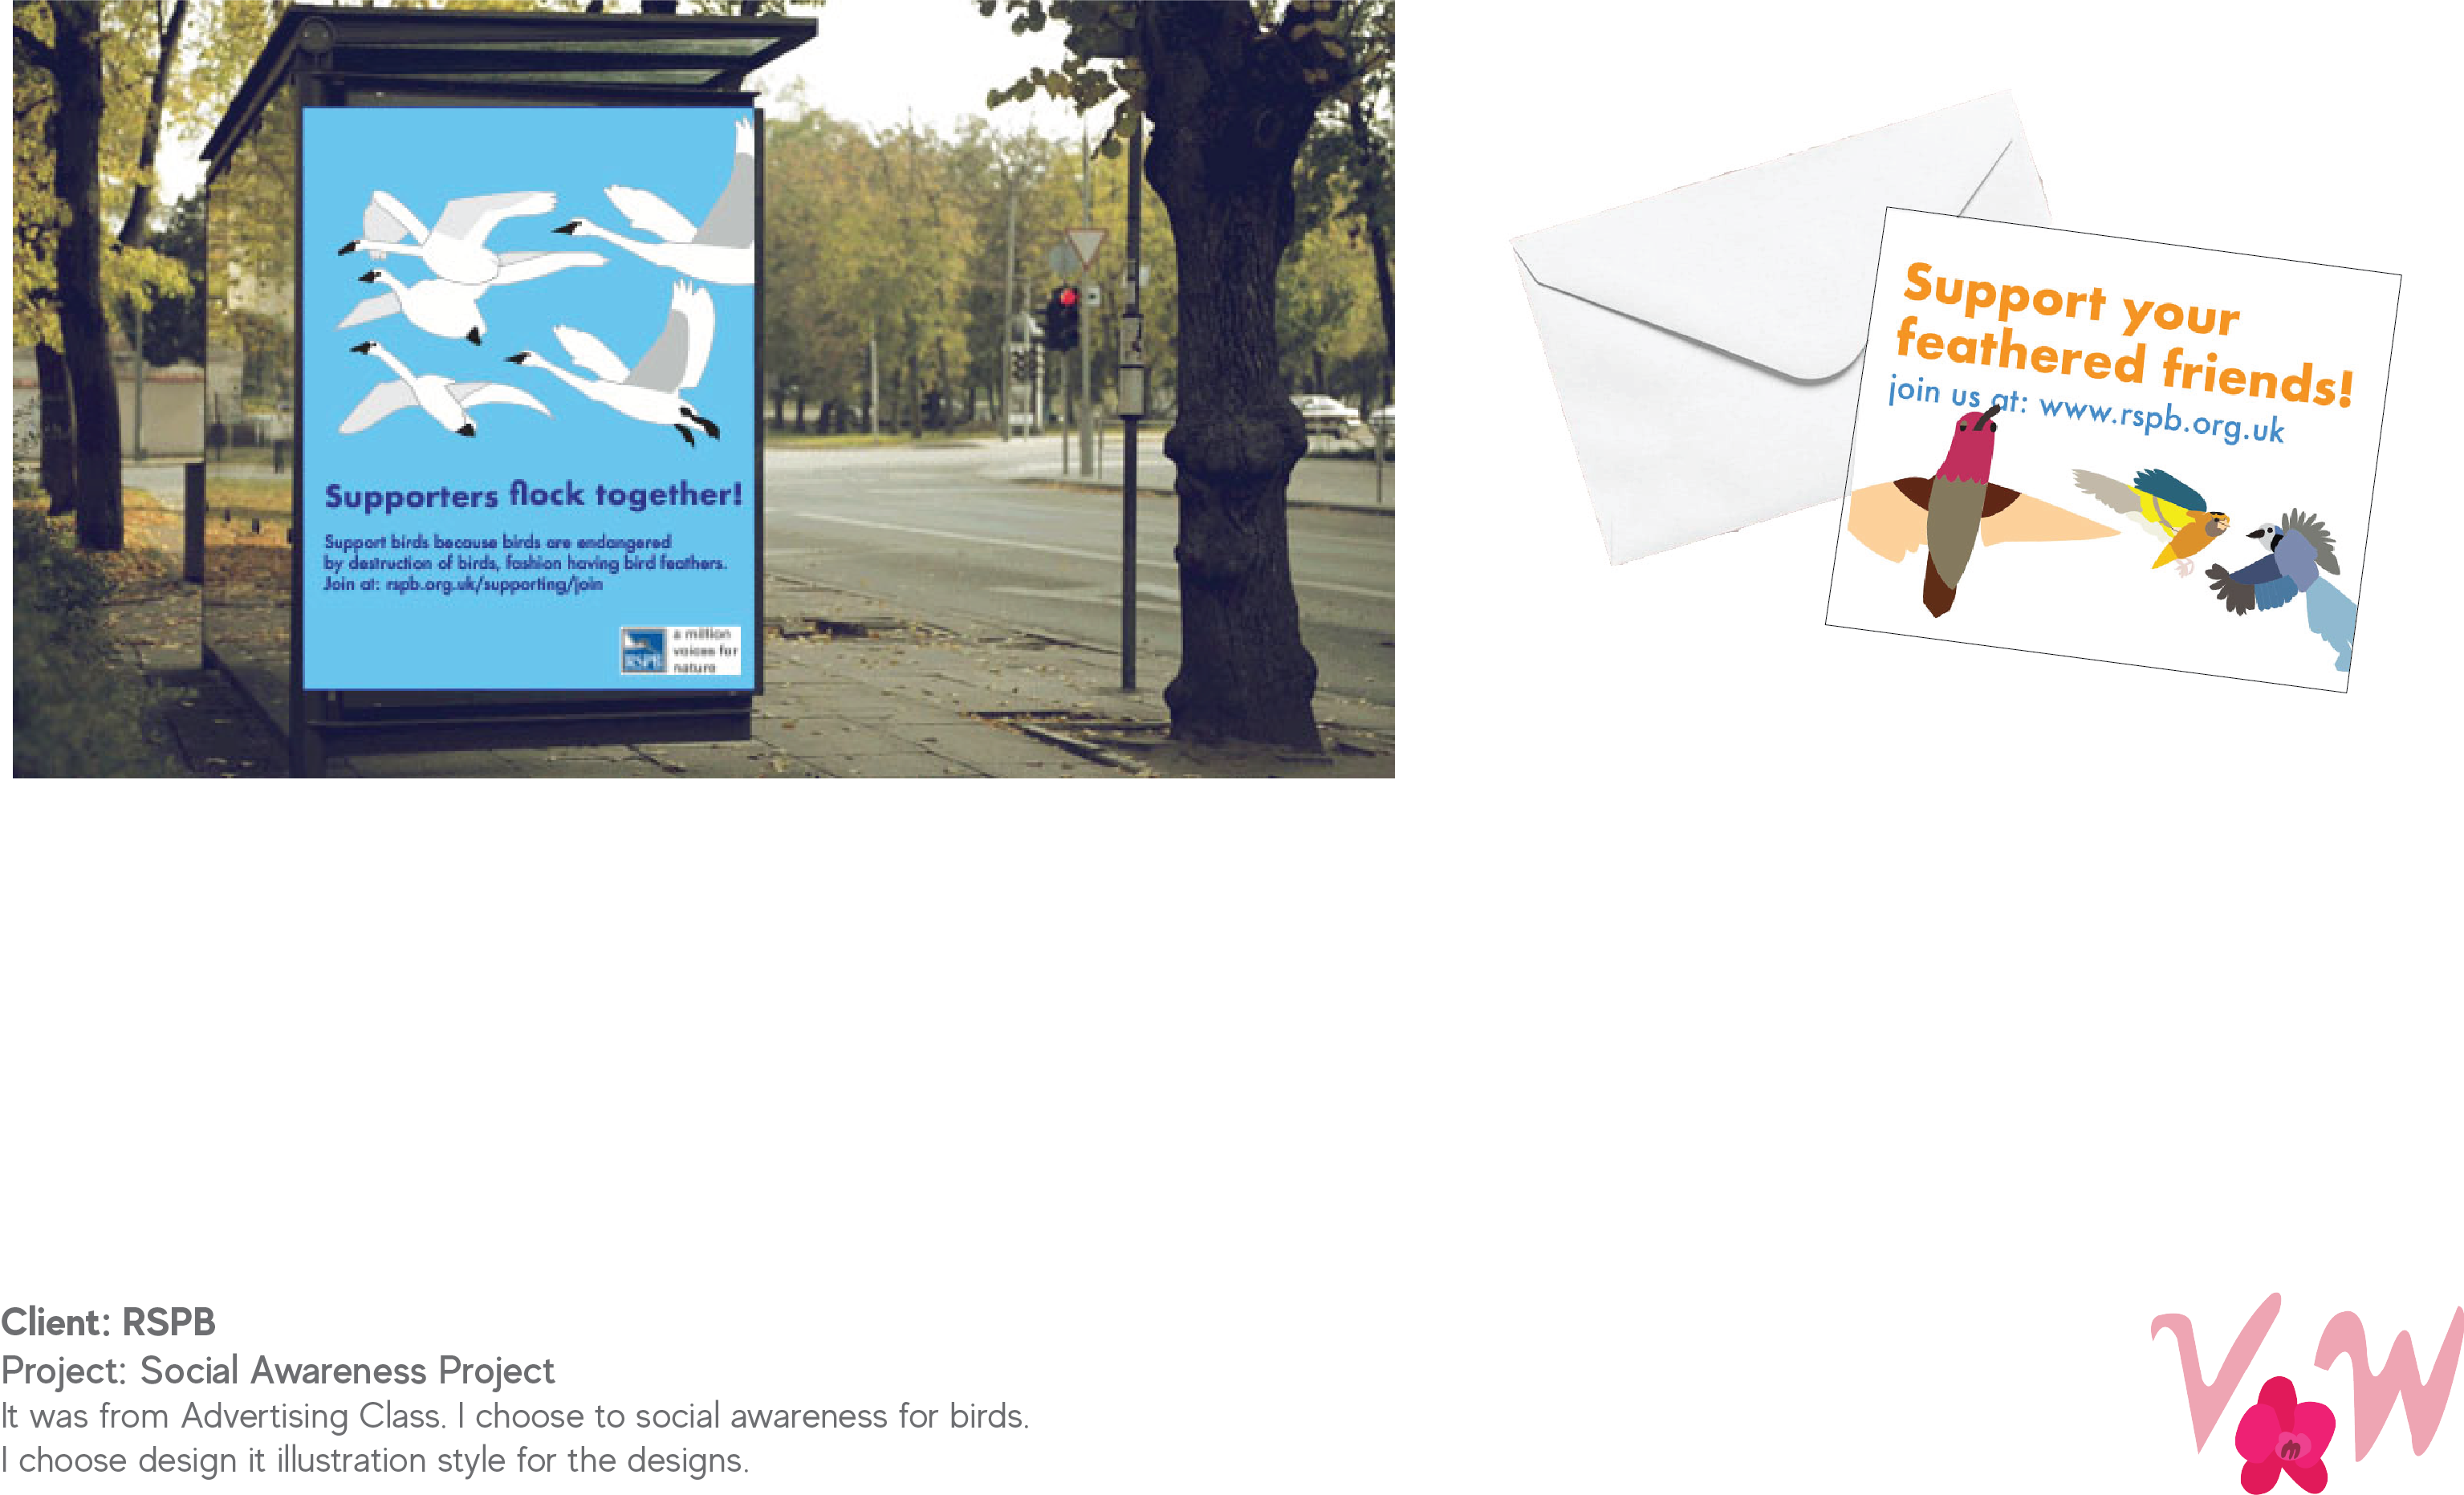 Supporters flock together!
Support birds because birds are endangered
by destruction of birds, fashion having bird feathers.
Join at: rspb.org.uk/supporting/join
RSPB
a million
voices for
nature
Support your
feathered friends!
join us at: www.rspb.org.uk
Client: RSPB
Project: Social Awareness Project
It was from Advertising Class. I choose to social awareness for birds.
I choose design it illustration style for the designs.
VW